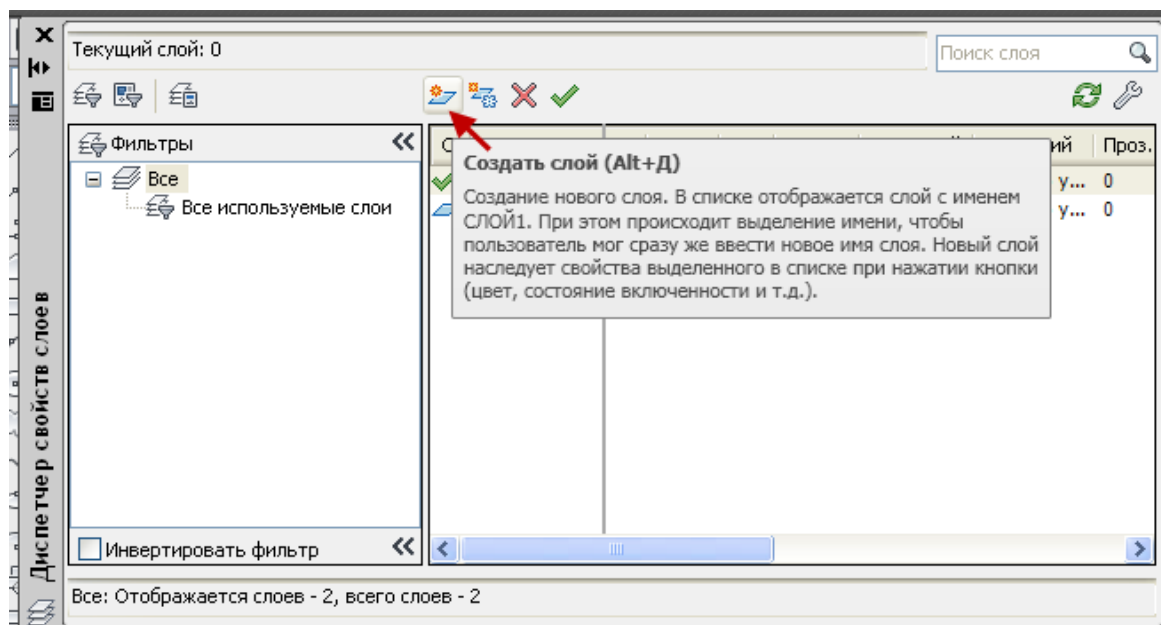 Текущий слой: 0
Поиск слоя
Фильтры
ий Проз.
Все
у... 0
Все используемые слои
у... 0
Создать слой (Alt+Д)
Создание нового слоя. В списке отображается слой с именем
СЛОЙ1. При этом происходит выделение имени, чтобы
пользователь мог сразу же ввести новое имя слоя. Новый слой
наследует свойства выделенного в списке при нажатии кнопки
(цвет, состояние включенности и т.д.).
Инвертировать фильтр
Все: Отображается слоев - 2, всего слоев - 2
Диспетчер свойств слоев